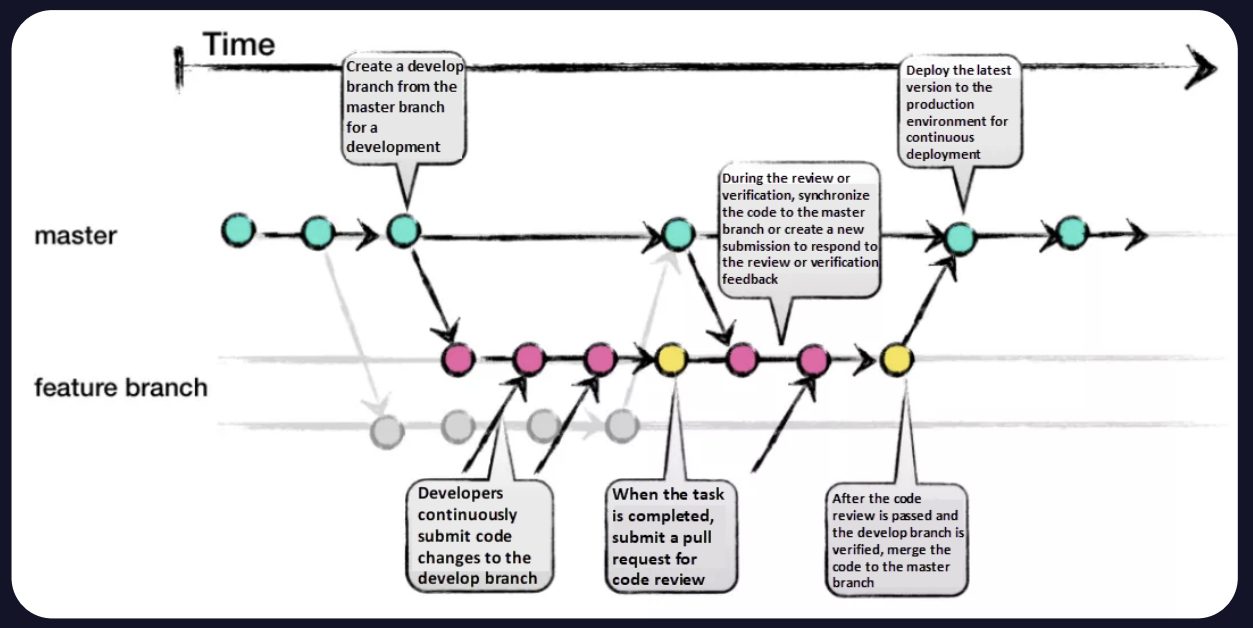 Time
Create a develop
branch from the
master branch
for a
development
Deploy the latest
version to the
production
environment for
continuous
deployment
During the review or
verification, synchronize
the code to the master
branch or create a new
submission to respond to
the review or verification
feedback
master
feature branch
Developers
continuously
submit code
changes to the
develop branch
When the task
is completed,
submit a pull
request for
code review
After the code
review is passed and
the develop branch is
verified, merge the
code to the master
branch